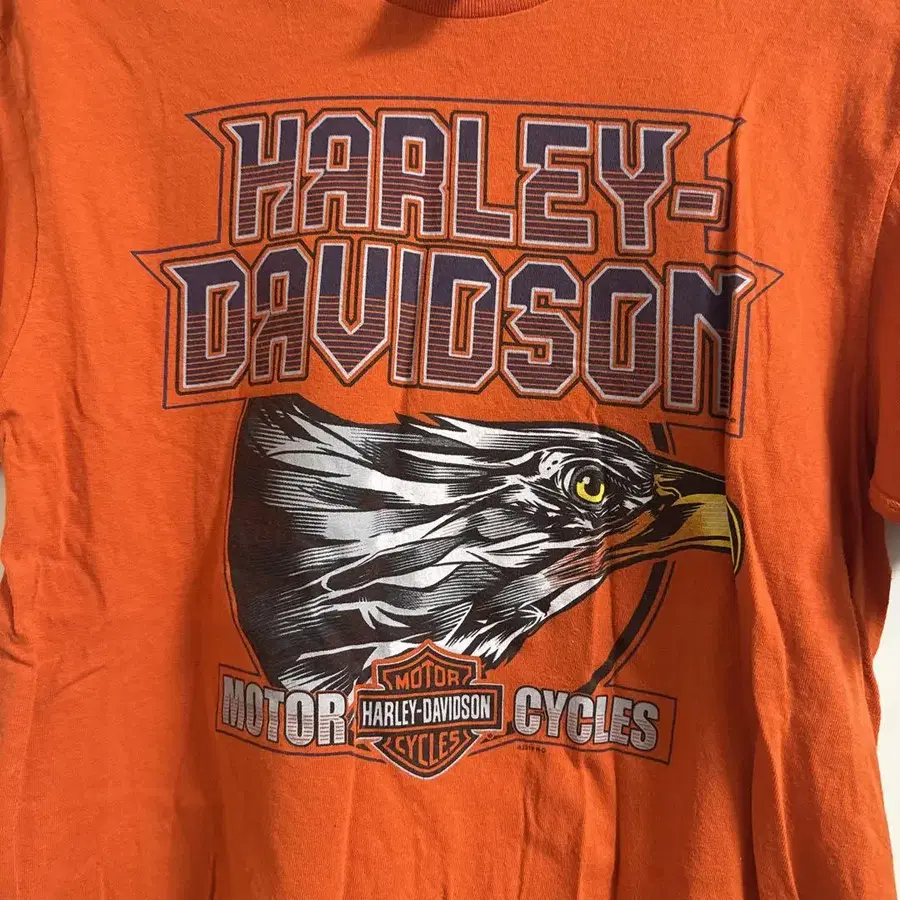 HARLEY-
DAVIDSON
MOTOR
MOTOR
HARLEY-DAVIDSON
CYCLES
CYCLES